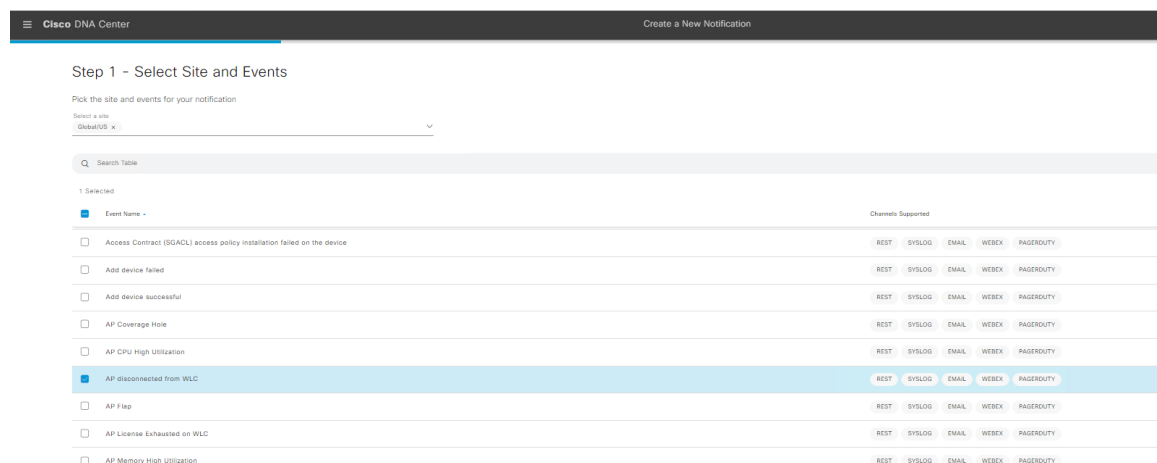 Cisco DNA Center Create a New Notification
Step 1 - Select Site and Events
Pick the site and events for your notification
Select a site
Global/US x
Search Table
1 Selected
Event Name Channels Supported
Access Contract (SGACL) access policy installation failed on the device REST SYSLOG EMAIL WEBEX PAGERDUTY
Add device failed REST SYSLOG EMAIL WEBEX PAGERDUTY
Add device successful REST SYSLOG EMAIL WEBEX PAGERDUTY
AP Coverage Hole REST SYSLOG EMAIL WEBEX PAGERDUTY
AP CPU High Utilization REST SYSLOG EMAIL WEBEX PAGERDUTY
AP disconnected from WLC REST SYSLOG EMAIL WEBEX PAGERDUTY
AP Flap REST SYSLOG EMAIL WEBEX PAGERDUTY
AP License Exhausted on WLC REST SYSLOG EMAIL WEBEX PAGERDUTY
AP Memory High Utilization REST SYSLOG EMAIL WEBEX PAGERDUTY